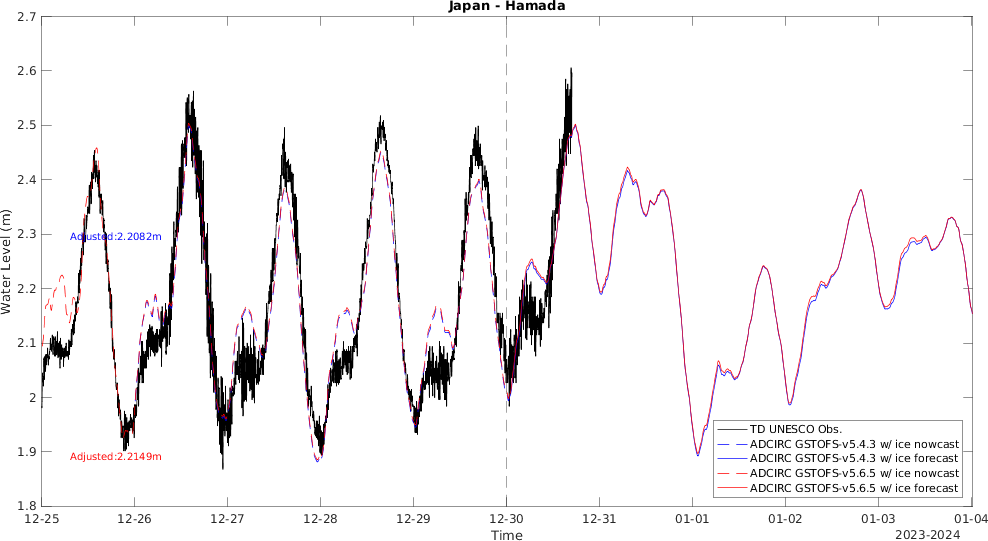 Japan - Hamada
2.7
2.6
2.5
2.4
2.3
2.2
2.1
2
1.9
1.8
Water Level (m)
Adjusted:2.2082m
Adjusted:2.2149m
TD UNESCO Obs.
ADCIRC GSTOFS-v5.4.3 w/ ice nowcast
ADCIRC GSTOFS-v5.4.3 w/ ice forecast
ADCIRC GSTOFS-v5.6.5 w/ ice nowcast
ADCIRC GSTOFS-v5.6.5 w/ ice forecast
12-25 12-26 12-27 12-28 12-29 12-30 12-31 01-01 01-02 01-03 01-04
Time
2023-2024